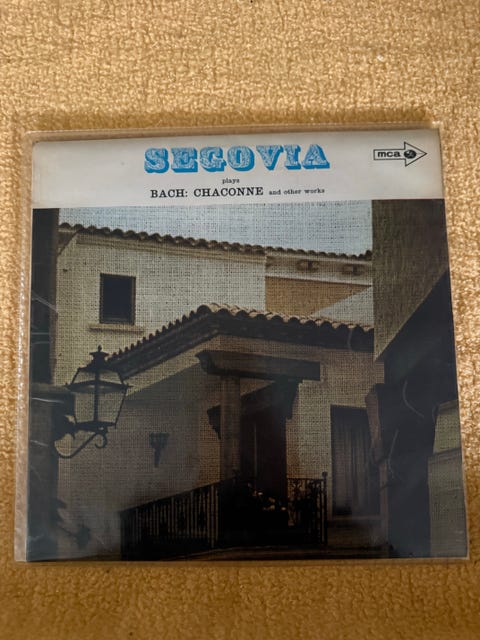 SEGOVIA
mca
plays
BACH: CHACONNE and other works